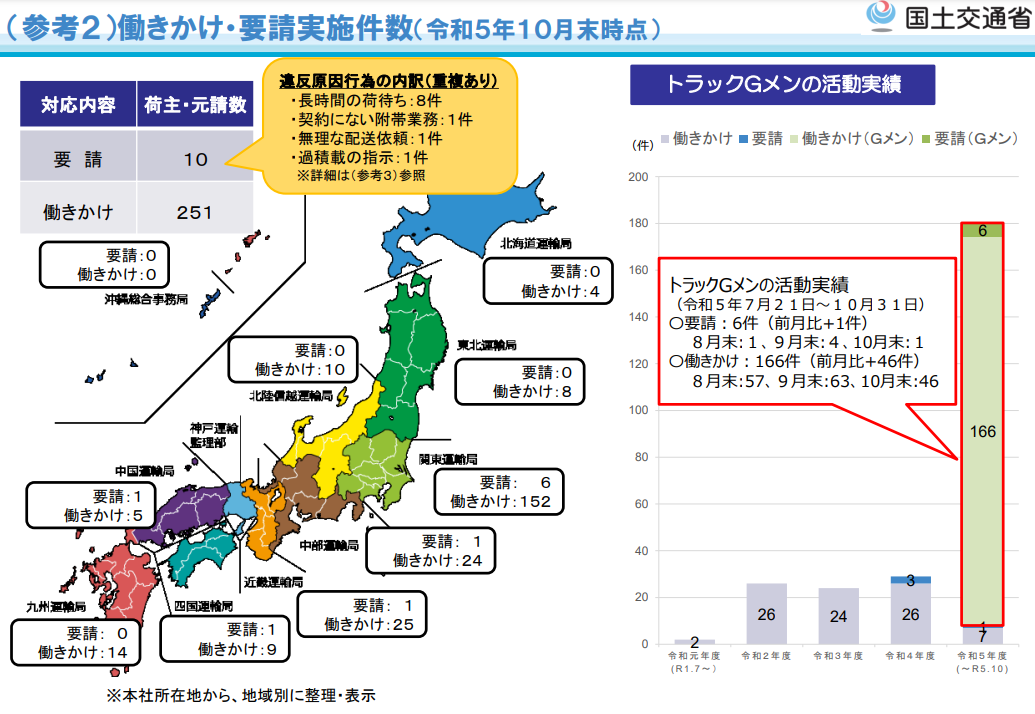 （参考２）働きかけ・要請実施件数（令和５年１０月末時点）
国土交通省
対応内容
荷主・元請数
要 請
10
働きかけ
251
違反原因行為の内訳（重複あり）
・長時間の荷待ち：8件
・契約にない附帯業務：1件
・無理な配送依頼：1件
・過積載の指示：1件
※詳細は（参考３）参照
要請：0
働きかけ：0
沖縄総合事務局
北海道運輸局
要請：0
働きかけ：4
要請：0
働きかけ：10
北陸信越運輸局
東北運輸局
要請：0
働きかけ：8
神戸運輸
監理部
中国運輸局
要請：1
働きかけ：5
関東運輸局
要請： 6
働きかけ：152
中部運輸局
要請： 1
働きかけ：24
近畿運輸局
要請： 1
働きかけ：25
四国運輸局
要請：1
働きかけ：9
九州運輸局
要請： 0
働きかけ：14
※本社所在地から、地域別に整理・表示
トラックGメンの活動実績
（件）
働きかけ
要請
働きかけ（Gメン）
要請（Gメン）
200
180
160
140
120
100
80
60
40
20
0
トラックGメンの活動実績
（令和５年７月２１日～１０月３１日）
〇要請：6件（前月比+1件）
８月末：1、９月末：4、10月末：1
〇働きかけ：166件（前月比+46件）
８月末:57、９月末:63、10月末:46
2
26
24
3
26
6
166
1
7
令和元年度
(R1.7～)
令和２年度
令和３年度
令和４年度
令和５年度
(～R5.10)